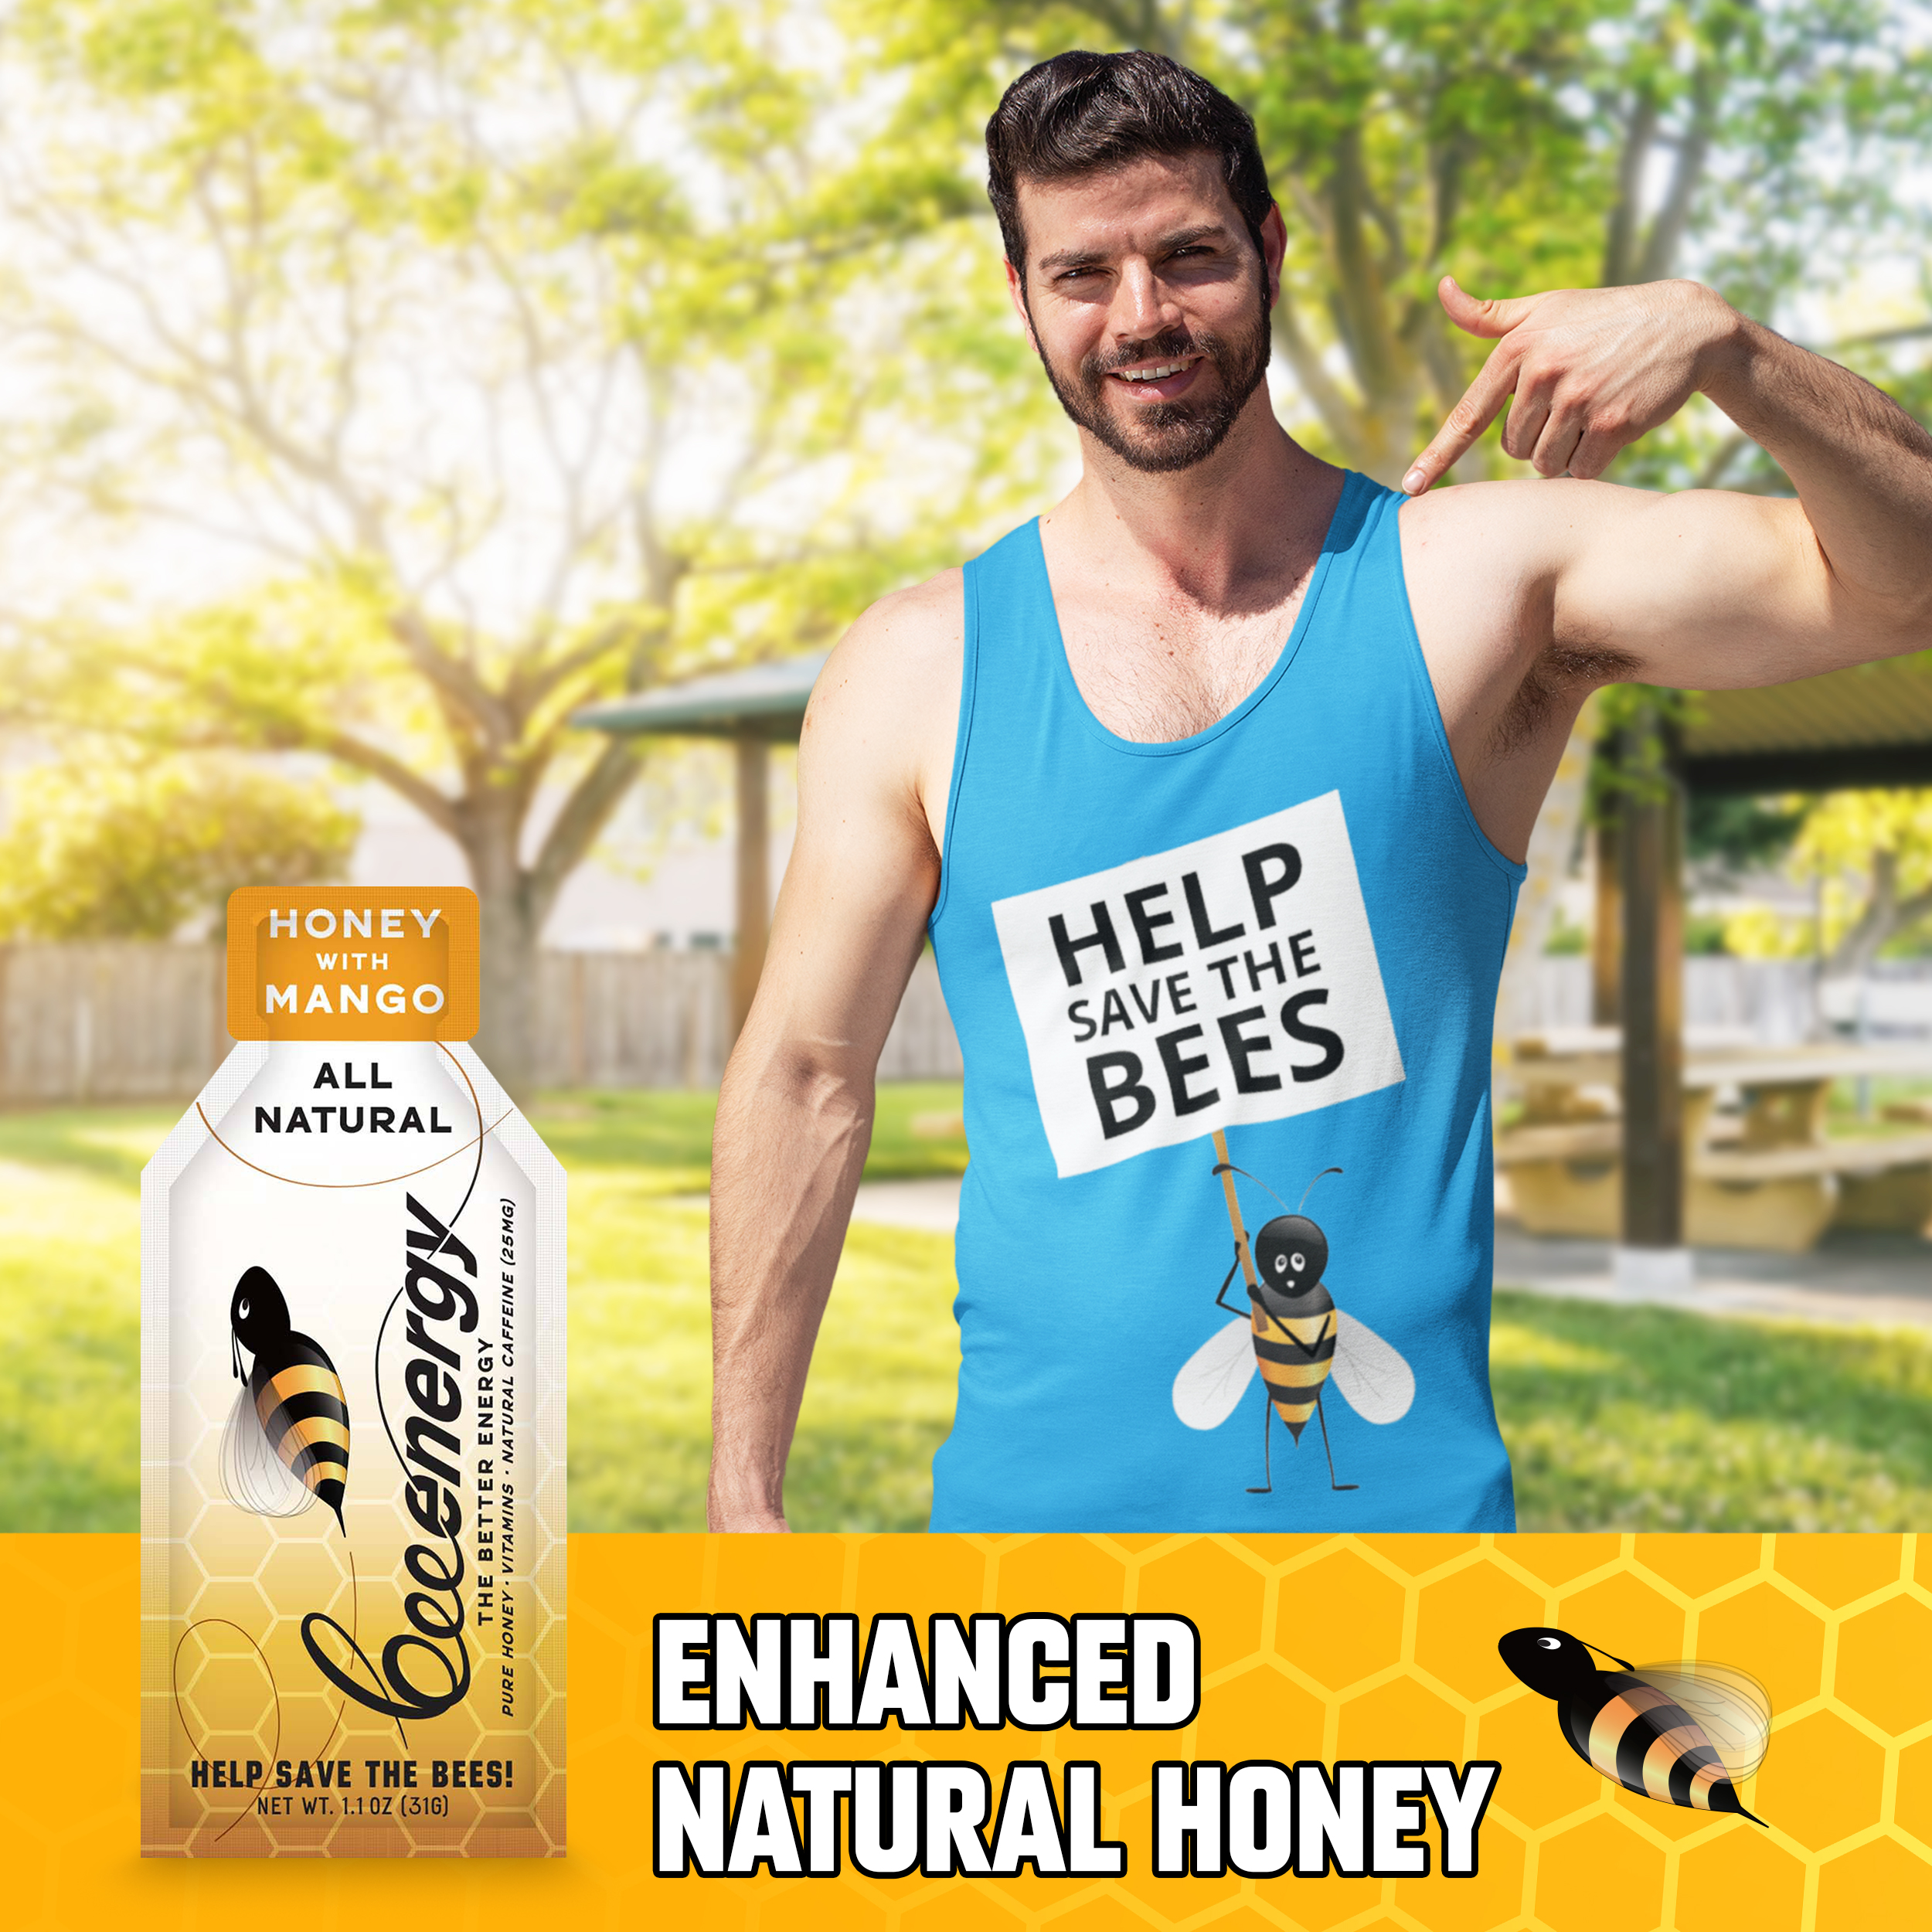 HELP
SAVE THE
BEES
HONEY
WITH
MANGO
ALL
NATURAL
beeenergy
THE BETTER ENERGY
PURE HONEY · VITAMINS · NATURAL CAFFEINE (25MG)
HELP SAVE THE BEES!
NET WT. 1.1 OZ (31G)
ENHANCED
NATURAL HONEY